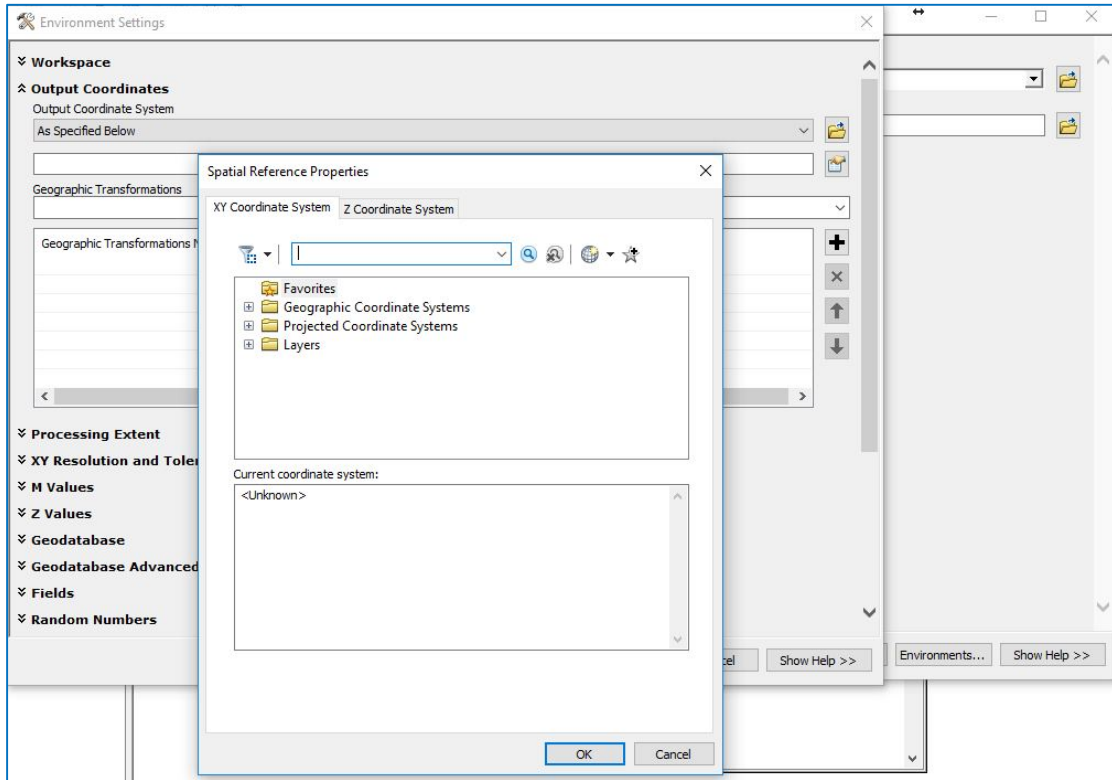 Environment Settings
Workspace
Output Coordinates
Output Coordinate System
As Specified Below
Geographic Transformations
Geographic Transformations N
Processing Extent
XY Resolution and Toler
M Values
Z Values
Geodatabase
Geodatabase Advanced
Fields
Random Numbers
Spatial Reference Properties
XY Coordinate System
Z Coordinate System
Favorites
Geographic Coordinate Systems
Projected Coordinate Systems
Layers
Current coordinate system:
<Unknown>
OK
Cancel
cel
Show Help >>
Environments...
Show Help >>